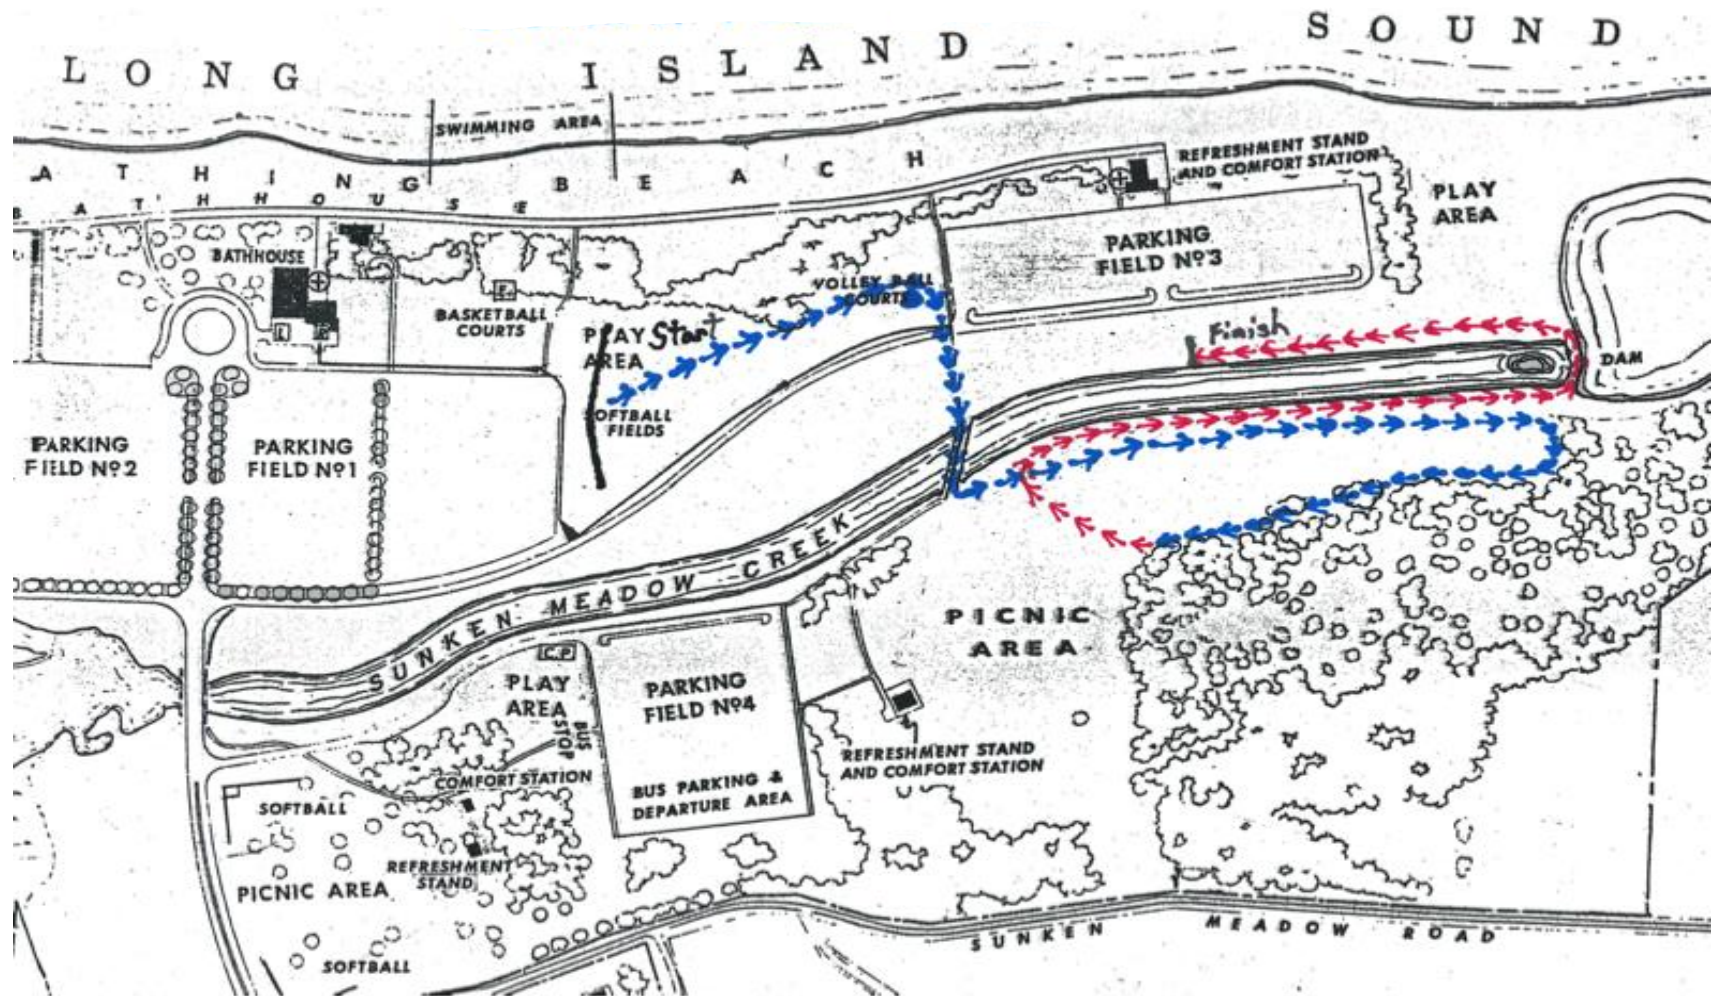 LONG ISLAND SOUND
SWIMMING AREA
BATHING BEACH
BATHHOUSE
REFRESHMENT STAND
AND COMFORT STATION
PLAY
AREA
BATHHOUSE
PARKING
FIELD Nº3
VOLLEY BALL
COURTS
BASKETBALL
COURTS
PLAY
AREA
Start
Finish
DAM
SOFTBALL
FIELDS
PARKING
FIELD Nº2
PARKING
FIELD Nº1
SUNKEN MEADOW CREEK
PICNIC
AREA
C.P.
PLAY
AREA
BUS
STOP
PARKING
FIELD Nº4
BUS PARKING &
DEPARTURE AREA
REFRESHMENT STAND
AND COMFORT STATION
COMFORT STATION
SOFTBALL
REFRESHMENT
STAND
PICNIC AREA
SOFTBALL
SUNKEN MEADOW ROAD